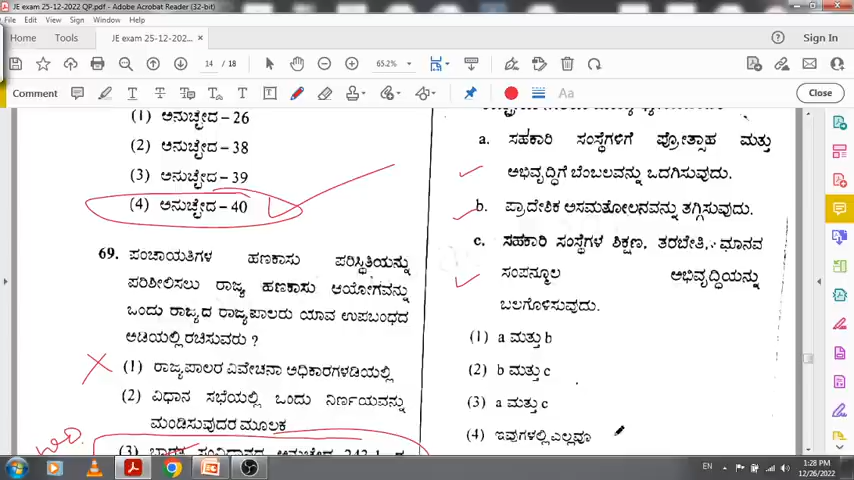 JE exam 25-12-2022 QP.pdf - Adobe Acrobat Reader (32-bit)
File Edit View Sign Window Help
Home Tools JE exam 25-12-202... × Sign In
14 / 18 65.2%
Comment Aa Close
(1) ಅನುಚ್ಛೇದ – 26
(2) ಅನುಚ್ಛೇದ – 38
(3) ಅನುಚ್ಛೇದ – 39
(4) ಅನುಚ್ಛೇದ – 40
69. ಪಂಚಾಯತಿಗಳ ಹಣಕಾಸು ಪರಿಸ್ಥಿತಿಯನ್ನು
ಪರಿಶೀಲಿಸಲು ರಾಜ್ಯ ಹಣಕಾಸು ಆಯೋಗವನ್ನು
ಒಂದು ರಾಜ್ಯದ ರಾಜ್ಯಪಾಲರು ಯಾವ ಉಪಬಂಧದ
ಅಡಿಯಲ್ಲಿ ರಚಿಸುವರು ?
(1) ರಾಜ್ಯಪಾಲರ ವಿವೇಚನಾ ಅಧಿಕಾರಗಳಡಿಯಲ್ಲಿ
(2) ವಿಧಾನ ಸಭೆಯಲ್ಲಿ ಒಂದು ನಿರ್ಣಯವನ್ನು
ಮಂಡಿಸುವುದರ ಮೂಲಕ
(3) ಭಾರತ ಸಂವಿಧಾನದ ಅನುಚ್ಛೇದ 243-I ರ
a. ಸಹಕಾರಿ ಸಂಸ್ಥೆಗಳಿಗೆ ಪ್ರೋತ್ಸಾಹ ಮತ್ತು
ಅಭಿವೃದ್ಧಿಗೆ ಬೆಂಬಲವನ್ನು ಒದಗಿಸುವುದು.
b. ಪ್ರಾದೇಶಿಕ ಅಸಮತೋಲನವನ್ನು ತಗ್ಗಿಸುವುದು.
c. ಸಹಕಾರಿ ಸಂಸ್ಥೆಗಳ ಶಿಕ್ಷಣ, ತರಬೇತಿ, ಮಾನವ
ಸಂಪನ್ಮೂಲ ಅಭಿವೃದ್ಧಿಯನ್ನು
ಬಲಗೊಳಿಸುವುದು.
(1) a ಮತ್ತು b
(2) b ಮತ್ತು c
(3) a ಮತ್ತು c
(4) ಇವುಗಳಲ್ಲಿ ಎಲ್ಲವೂ
EN 1:28 PM
12/26/2022